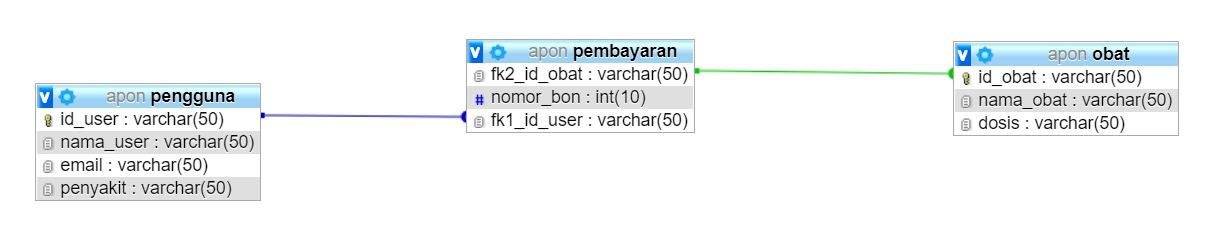 apon pengguna
id_user : varchar(50)
nama_user : varchar(50)
email : varchar(50)
penyakit : varchar(50)
apon pembayaran
fk2_id_obat : varchar(50)
# nomor_bon : int(10)
fk1_id_user : varchar(50)
apon obat
id_obat : varchar(50)
nama_obat : varchar(50)
dosis : varchar(50)